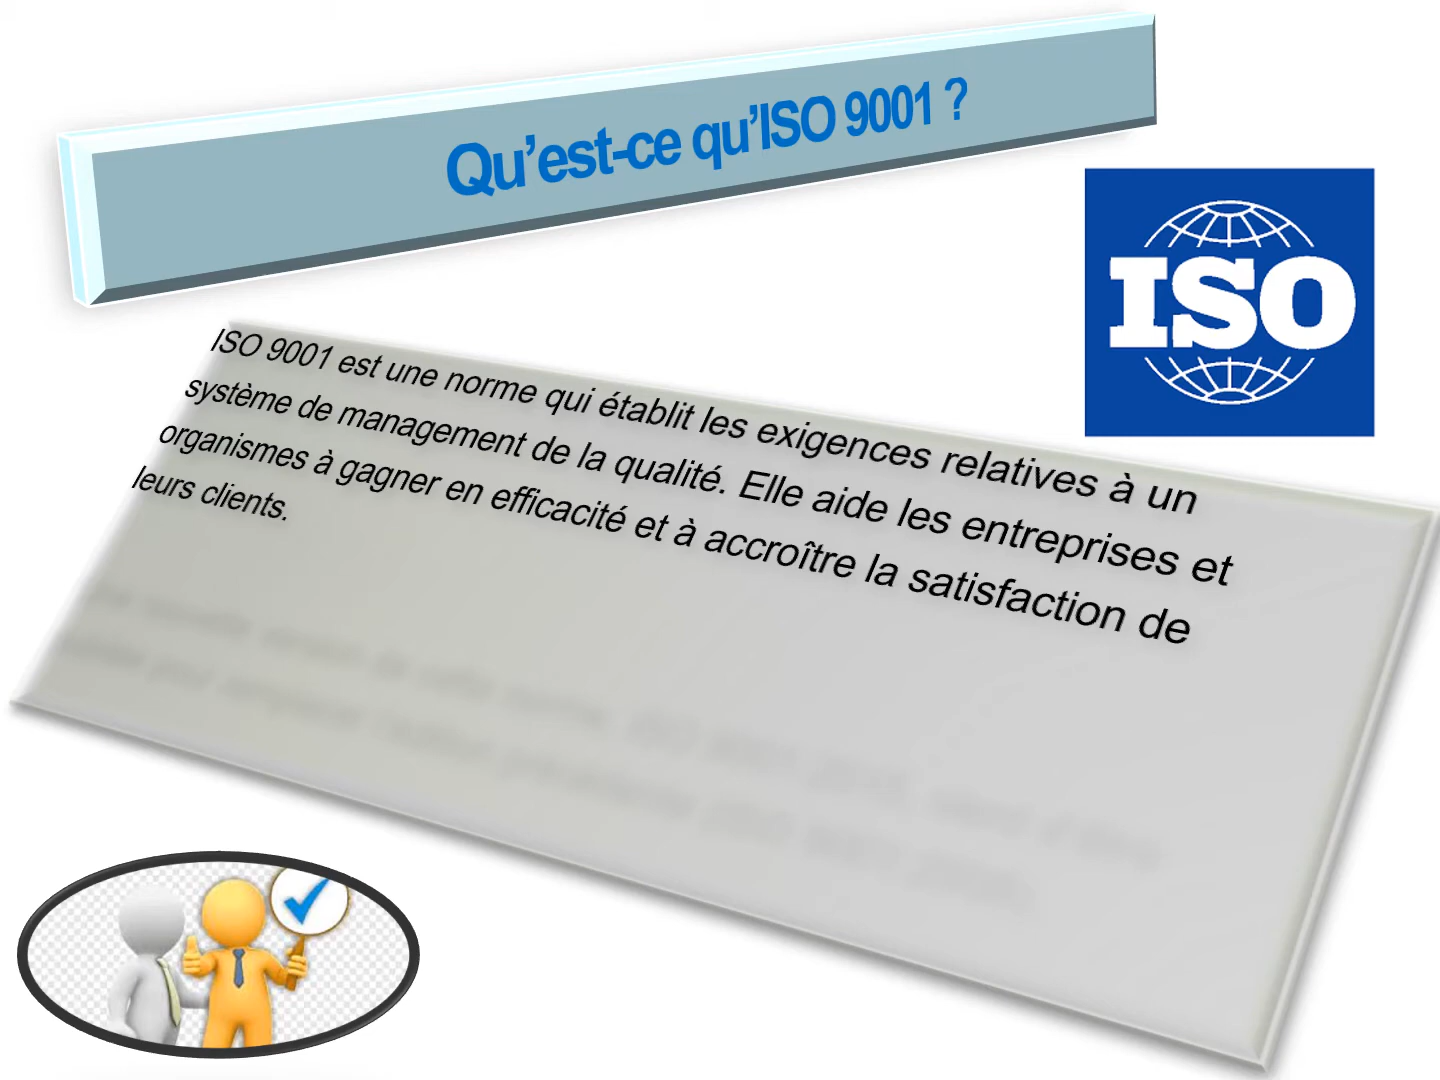 Qu’est-ce qu’ISO 9001 ?
ISO
ISO 9001 est une norme qui établit les exigences relatives à un
système de management de la qualité. Elle aide les entreprises et
organismes à gagner en efficacité et à accroître la satisfaction de
leurs clients.